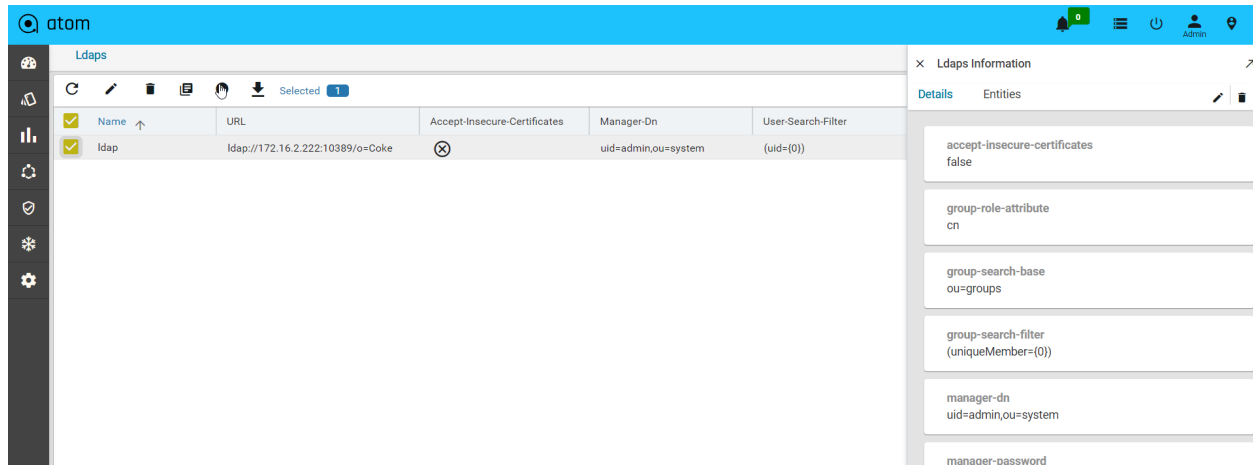 atom
0
Admin
Ldaps
Selected 1
Name URL Accept-Insecure-Certificates Manager-Dn User-Search-Filter
ldap ldap://172.16.2.222:10389/o=Coke uid=admin,ou=system (uid={0})
Ldaps Information
Details Entities
accept-insecure-certificates
false
group-role-attribute
cn
group-search-base
ou=groups
group-search-filter
(uniqueMember={0})
manager-dn
uid=admin,ou=system
manager-password